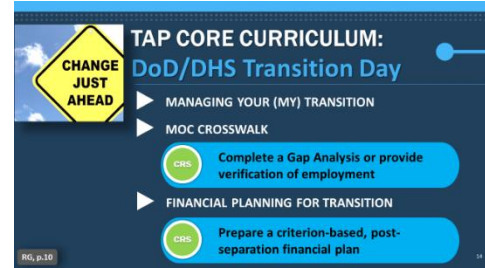 CHANGE
JUST
AHEAD
TAP CORE CURRICULUM:
DoD/DHS Transition Day
MANAGING YOUR (MY) TRANSITION
MOC CROSSWALK
CRS
Complete a Gap Analysis or provide
verification of employment
FINANCIAL PLANNING FOR TRANSITION
CRS
Prepare a criterion-based, post-
separation financial plan
RG, p.10
14